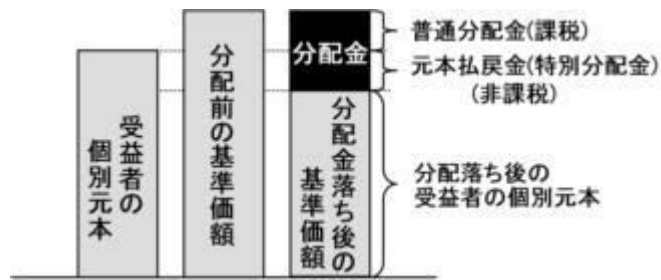 受益者の
個別元本
分配前の基準価額
分配金
分配金落ち後の
基準価額
普通分配金(課税)
元本払戻金(特別分配金)
(非課税)
分配落ち後の
受益者の個別元本